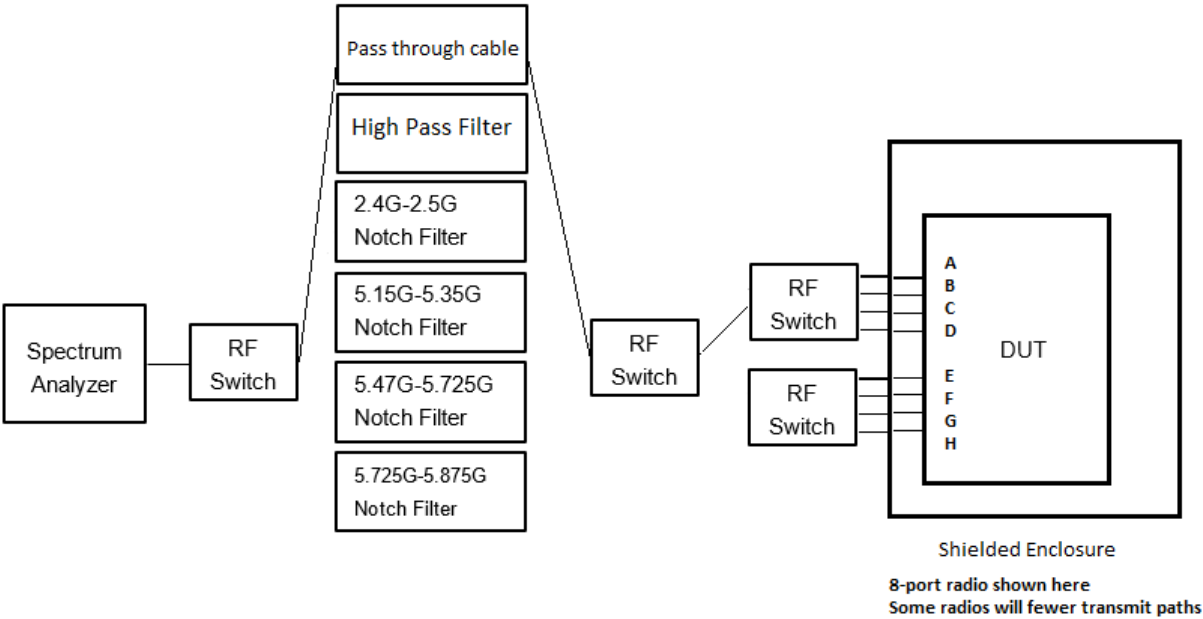 Pass through cable
High Pass Filter
2.4G-2.5G
Notch Filter
5.15G-5.35G
Notch Filter
5.47G-5.725G
Notch Filter
5.725G-5.875G
Notch Filter
Spectrum
Analyzer
RF
Switch
RF
Switch
RF
Switch
RF
Switch
A
B
C
D
E
F
G
H
DUT
Shielded Enclosure
8-port radio shown here
Some radios will fewer transmit paths